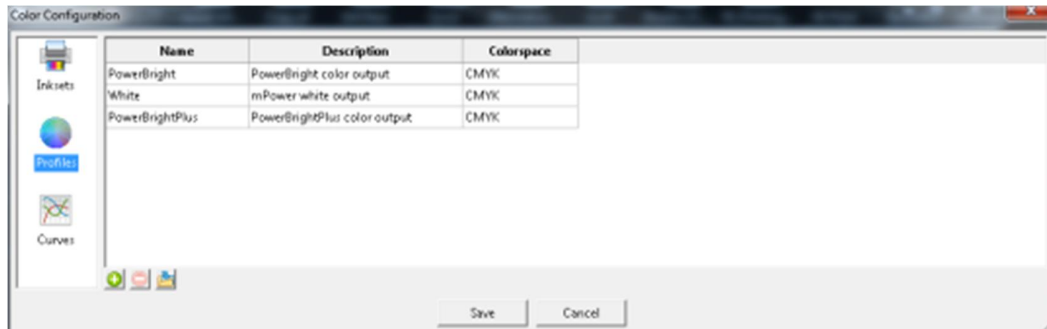 Color Configuration
Inksets
Profiles
Curves
Name Description Colorspace
PowerBright PowerBright color output CMYK
White mPower white output CMYK
PowerBrightPlus PowerBrightPlus color output CMYK
Save Cancel